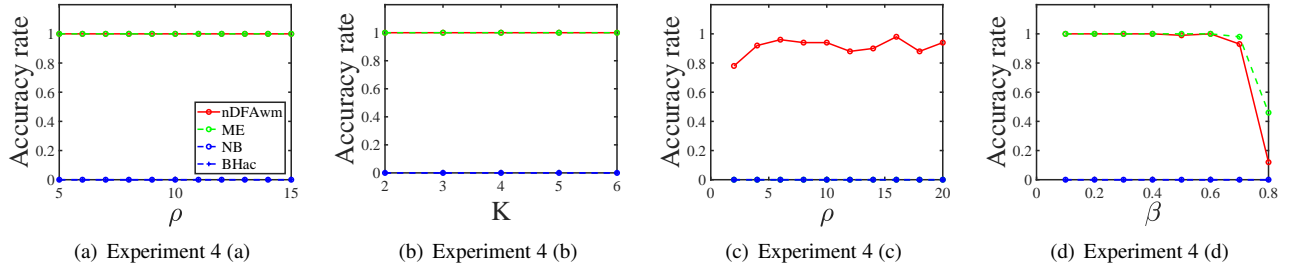 Accuracy rate
1
0.8
0.6
0.4
0.2
0
5
10
15
ρ
nDFAwm
ME
NB
BHac
(a) Experiment 4 (a)
Accuracy rate
1
0.8
0.6
0.4
0.2
0
2
3
4
5
6
K
(b) Experiment 4 (b)
Accuracy rate
1
0.8
0.6
0.4
0.2
0
0
5
10
15
20
ρ
(c) Experiment 4 (c)
Accuracy rate
1
0.8
0.6
0.4
0.2
0
0
0.2
0.4
0.6
0.8
β
(d) Experiment 4 (d)